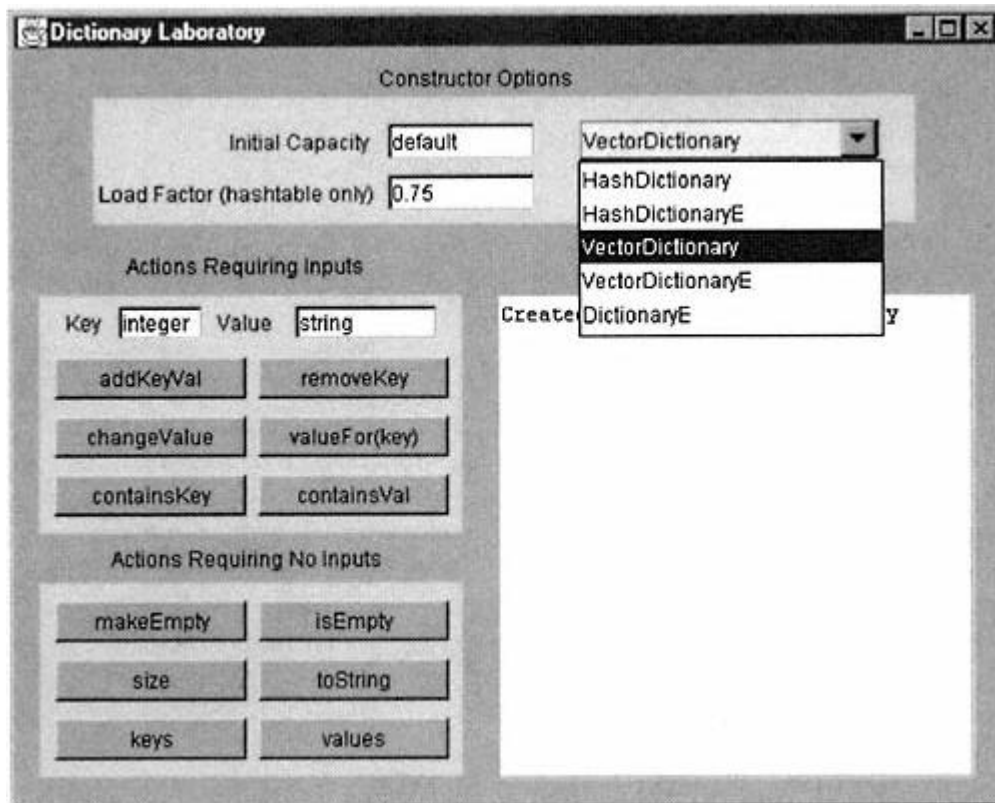 Dictionary Laboratory
Constructor Options
Initial Capacity default VectorDictionary
Load Factor (hashtable only) 0.75
HashDictionary
HashDictionaryE
VectorDictionary
VectorDictionaryE
DictionaryE
Actions Requiring Inputs
Key integer Value string
addKeyVal removeKey
changeValue valueFor(key)
containsKey containsVal
Actions Requiring No Inputs
makeEmpty isEmpty
size toString
keys values